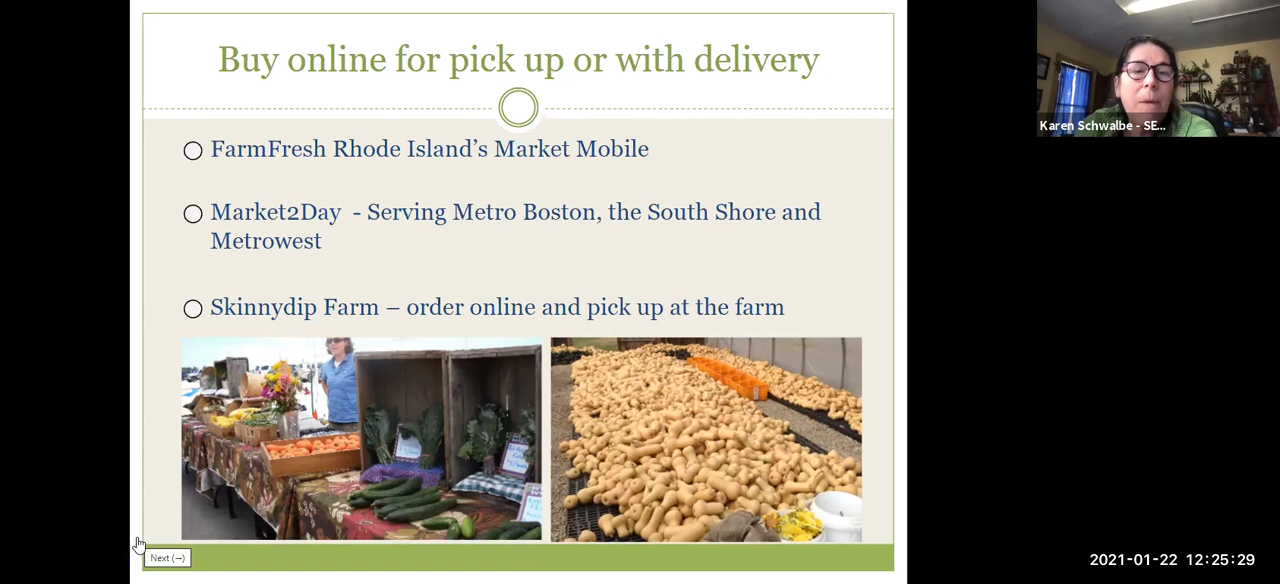 Buy online for pick up or with delivery
FarmFresh Rhode Island's Market Mobile
Market2Day - Serving Metro Boston, the South Shore and
Metrowest
Skinnydip Farm – order online and pick up at the farm
Next (→)
Karen Schwalbe - SE...
2021-01-22 12:25:29